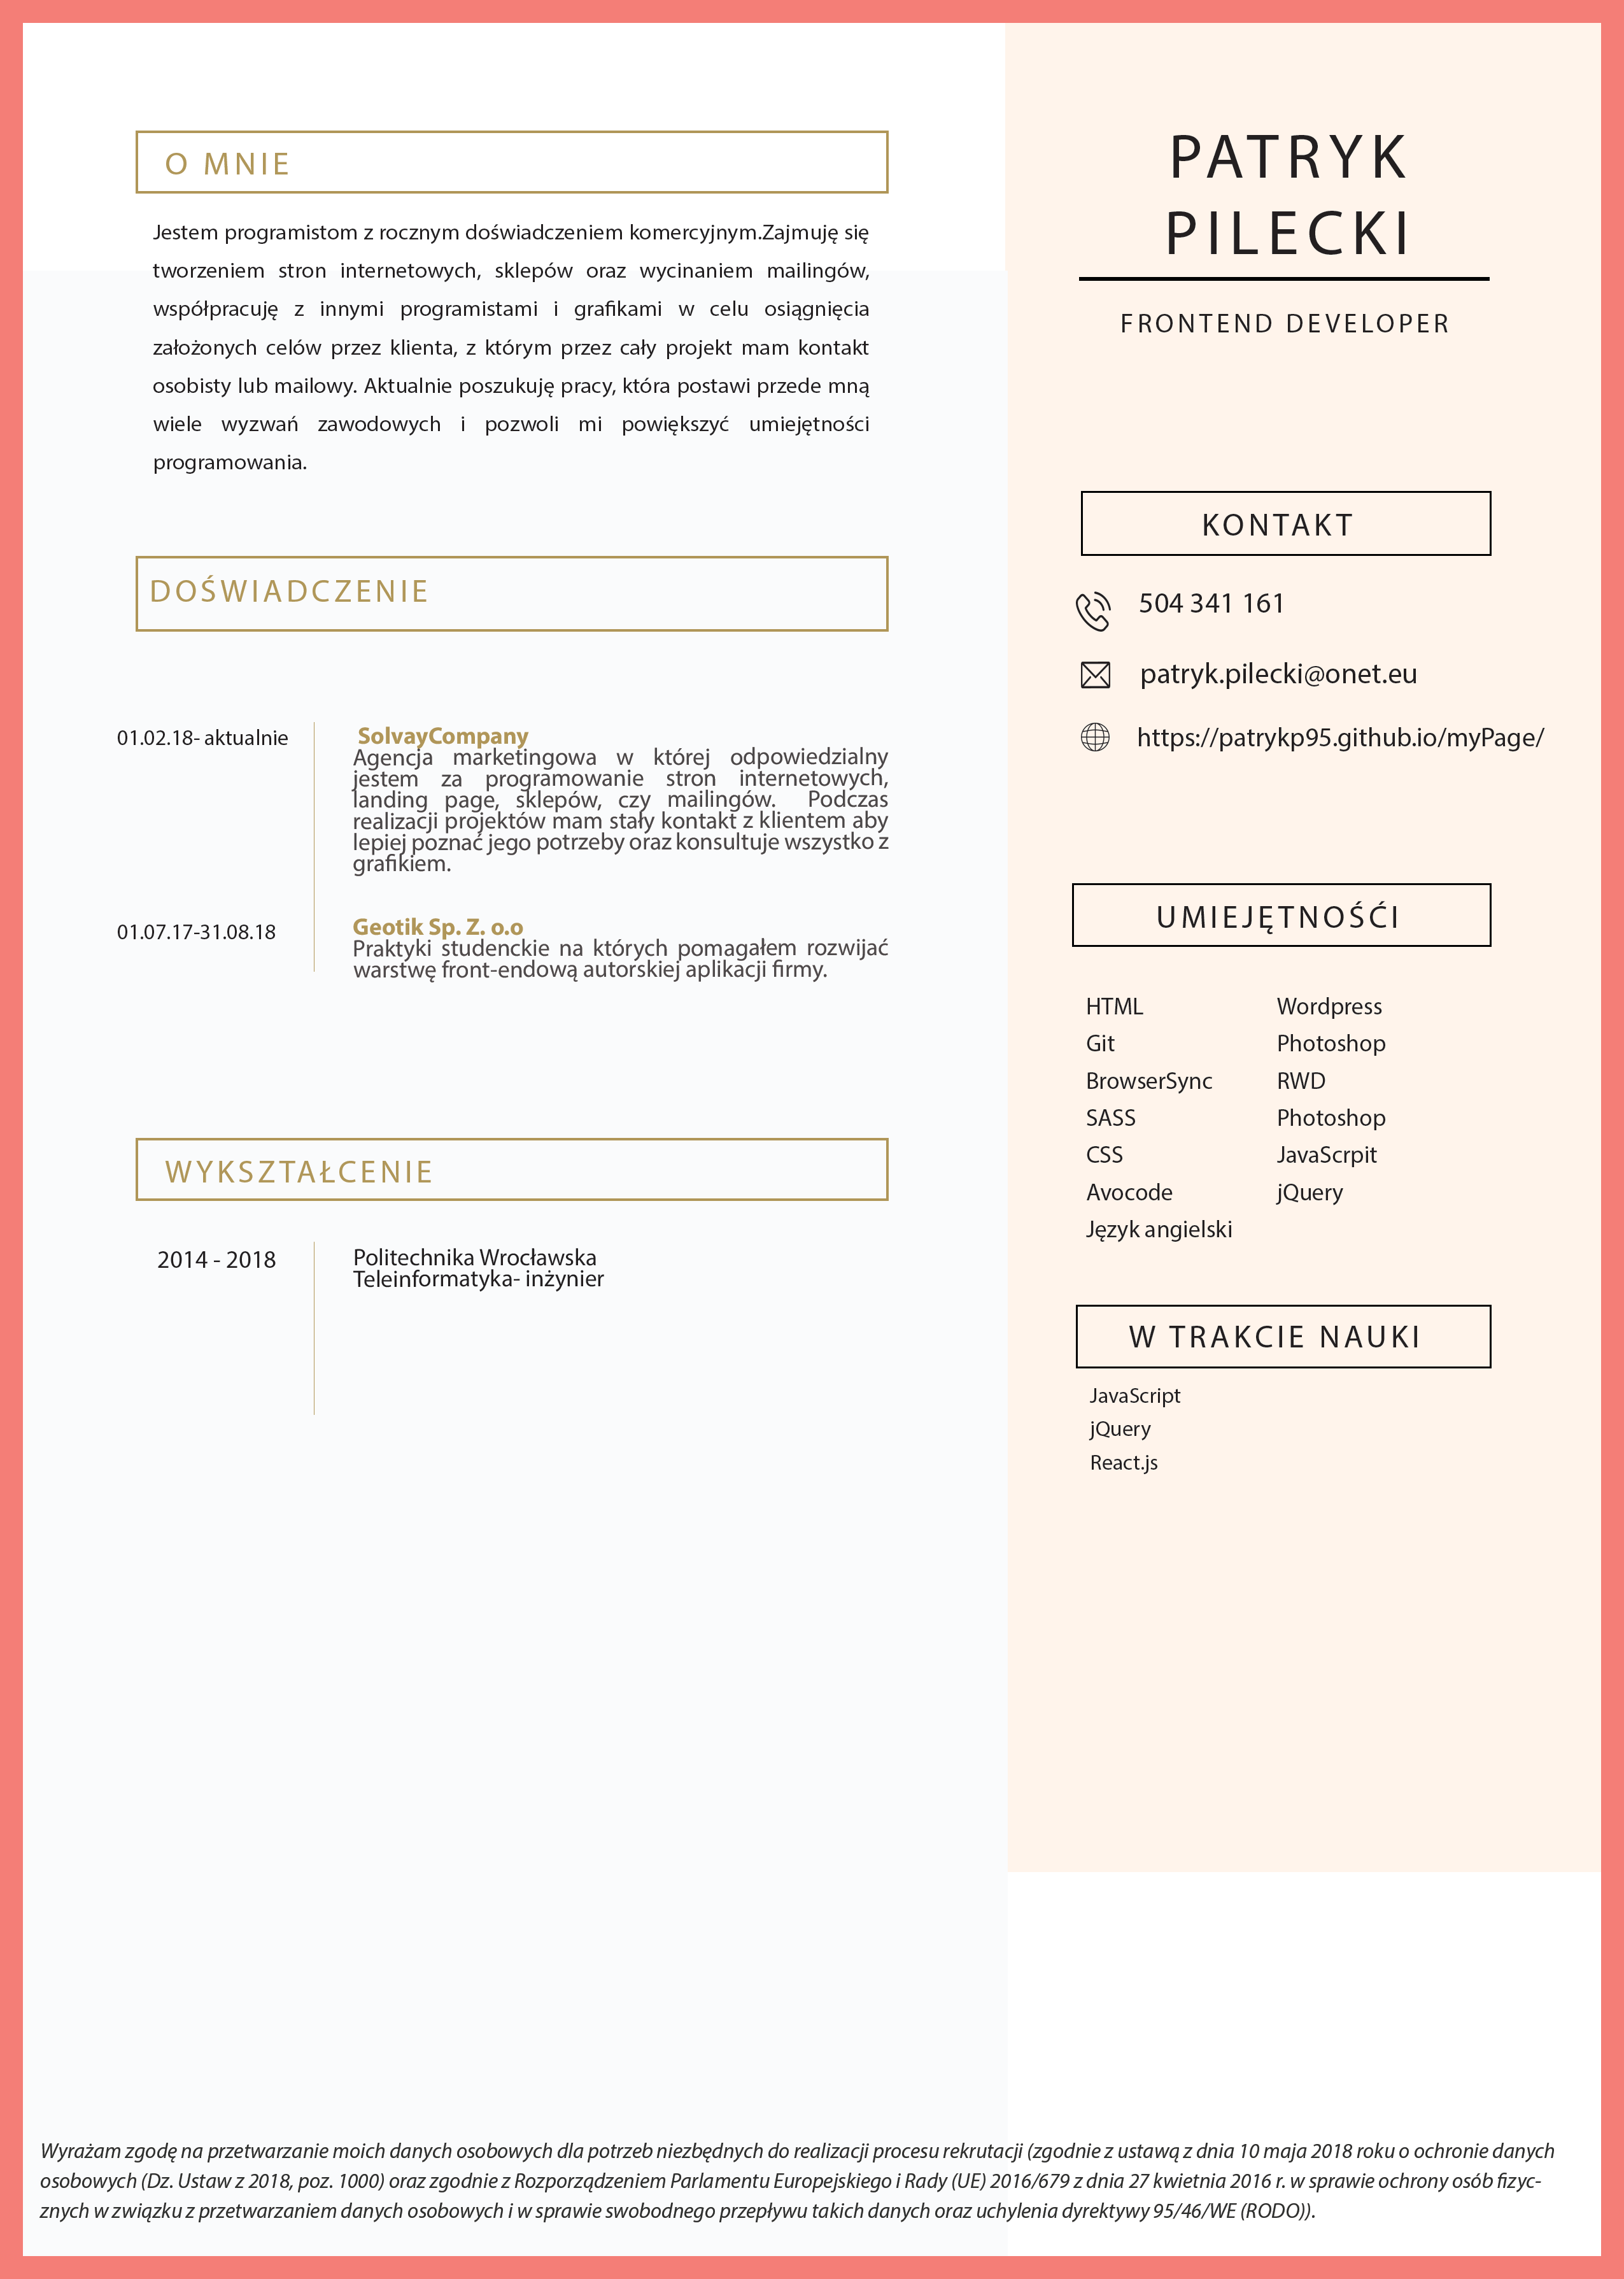 O MNIE
Jestem programistom z rocznym doświadczeniem komercyjnym.Zajmuję się
tworzeniem stron internetowych, sklepów oraz wycinaniem mailingów,
współpracuję z innymi programistami i grafikami w celu osiągnięcia
założonych celów przez klienta, z którym przez cały projekt mam kontakt
osobisty lub mailowy. Aktualnie poszukuję pracy, która postawi przede mną
wiele wyzwań zawodowych i pozwoli mi powiększyć umiejętności
programowania.
DOŚWIADCZENIE
01.02.18- aktualnie
SolvayCompany
Agencja marketingowa w której odpowiedzialny
jestem za programowanie stron internetowych,
landing page, sklepów, czy mailingów. Podczas
realizacji projektów mam stały kontakt z klientem aby
lepiej poznać jego potrzeby oraz konsultuje wszystko z
grafikiem.
01.07.17-31.08.18
Geotik Sp. Z. o.o
Praktyki studenckie na których pomagałem rozwijać
warstwę front-endową autorskiej aplikacji firmy.
WYKSZTAŁCENIE
2014 - 2018
Politechnika Wrocławska
Teleinformatyka- inżynier
PATRYK
PILECKI
FRONTEND DEVELOPER
KONTAKT
504 341 161
patryk.pilecki@onet.eu
https://patrykp95.github.io/myPage/
UMIEJĘTNOŚĆI
HTML
Git
BrowserSync
SASS
CSS
Avocode
Język angielski
Wordpress
Photoshop
RWD
Photoshop
JavaScrpit
jQuery
W TRAKCIE NAUKI
JavaScript
jQuery
React.js
Wyrażam zgodę na przetwarzanie moich danych osobowych dla potrzeb niezbędnych do realizacji procesu rekrutacji (zgodnie z ustawą z dnia 10 maja 2018 roku o ochronie danych
osobowych (Dz. Ustaw z 2018, poz. 1000) oraz zgodnie z Rozporządzeniem Parlamentu Europejskiego i Rady (UE) 2016/679 z dnia 27 kwietnia 2016 r. w sprawie ochrony osób fizyc-
znych w związku z przetwarzaniem danych osobowych i w sprawie swobodnego przepływu takich danych oraz uchylenia dyrektywy 95/46/WE (RODO)).